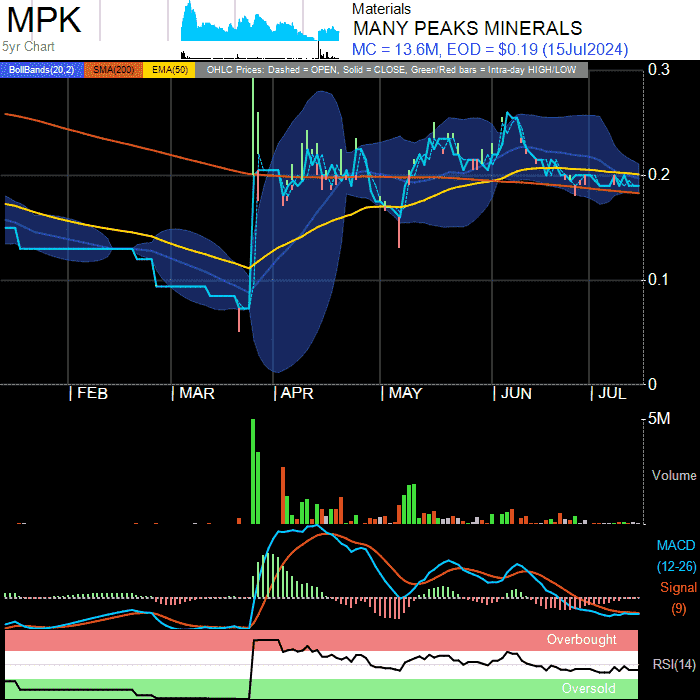 MPK
5yr Chart
Materials
MANY PEAKS MINERALS
MC = 13.6M, EOD = $0.19 (15Jul2024)
BollBands(20,2) SMA(200) EMA(50) OHLC Prices: Dashed = OPEN, Solid = CLOSE, Green/Red bars = Intra-day HIGH/LOW
0.3
0.2
0.1
0
FEB MAR APR MAY JUN JUL
5M
Volume
MACD
(12-26)
Signal
(9)
Overbought
RSI(14)
Oversold